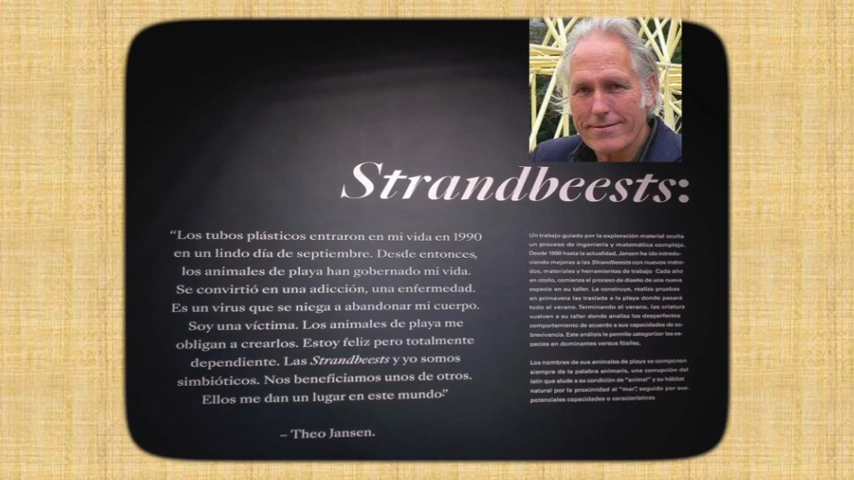 Strandbeests:
“Los tubos plásticos entraron en mi vida en 1990
en un lindo día de septiembre. Desde entonces,
los animales de playa han gobernado mi vida.
Se convirtió en una adicción, una enfermedad.
Es un virus que se niega a abandonar mi cuerpo.
Soy una víctima. Los animales de playa me
obligan a crearlos. Estoy feliz pero totalmente
dependiente. Las Strandbeests y yo somos
simbióticos. Nos beneficiamos unos de otros.
Ellos me dan un lugar en este mundo.”
– Theo Jansen.
Un trabajo guiado por la exploración material oculta
un proceso de ingeniería y matemática complejo.
Desde 1990 hasta la actualidad, Jansen ha ido introdu-
ciendo mejoras a las Strandbeests con nuevos méto-
dos, materiales y herramientas de trabajo Cada año
en otoño, comienza el proceso de diseño de una nueva
especie en su taller. La construye, realiza pruebas
en primavera las traslada a la playa donde pasará
todo el verano. Terminando el verano, las criaturas
vuelven a su taller donde analiza los desperfectos
comportamiento de acuerdo a sus capacidades de so-
brevivencia. Este análisis le permite categorizar las es-
pecies en dominantes versus fósiles.
Los nombres de sus animales de playa se componen
siempre de la palabra animaris, una corrupción del
latín que alude a su condición de “animal” y su hábitat
natural por la proximidad al “mar”, seguido por sus
potenciales capacidades o características